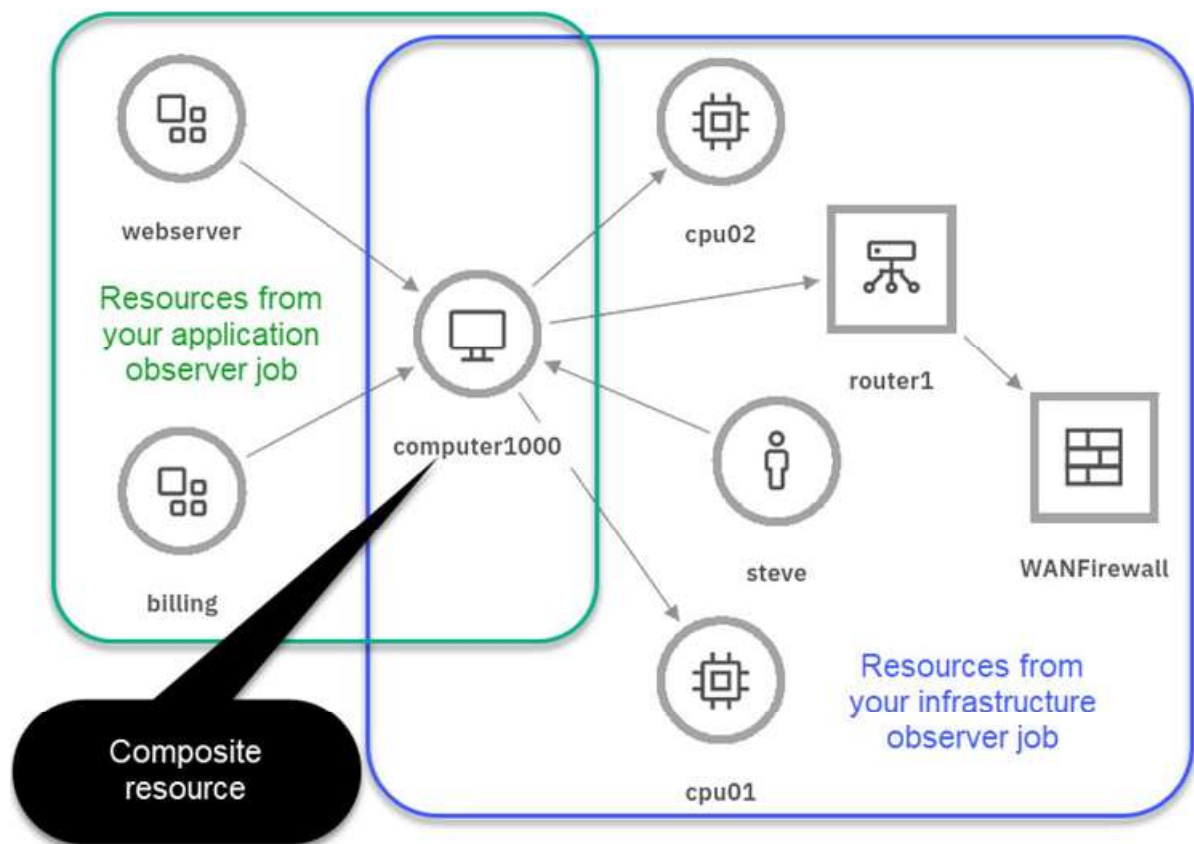 webserver
Resources from
your application
observer job
billing
computer1000
Composite
resource
cpu02
router1
steve
WANFirewall
cpu01
Resources from
your infrastructure
observer job